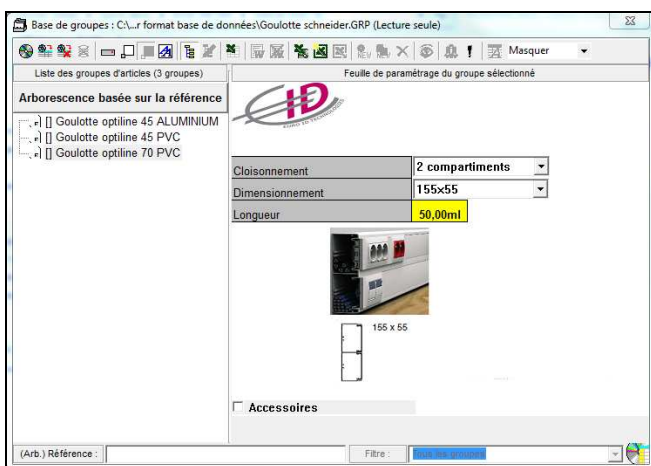 Base de groupes : C:\...r format base de données\Goulotte schneider.GRP (Lecture seule)
Masquer
Liste des groupes d'articles (3 groupes)
Feuille de paramétrage du groupe sélectionné
Arborescence basée sur la référence
[] Goulotte optiline 45 ALUMINIUM
[] Goulotte optiline 45 PVC
[] Goulotte optiline 70 PVC
Cloisonnement 2 compartiments
Dimensionnement 155x55
Longueur 50,00ml
155 x 55
Accessoires
(Arb.) Référence :
Filtre : Tous les groupes